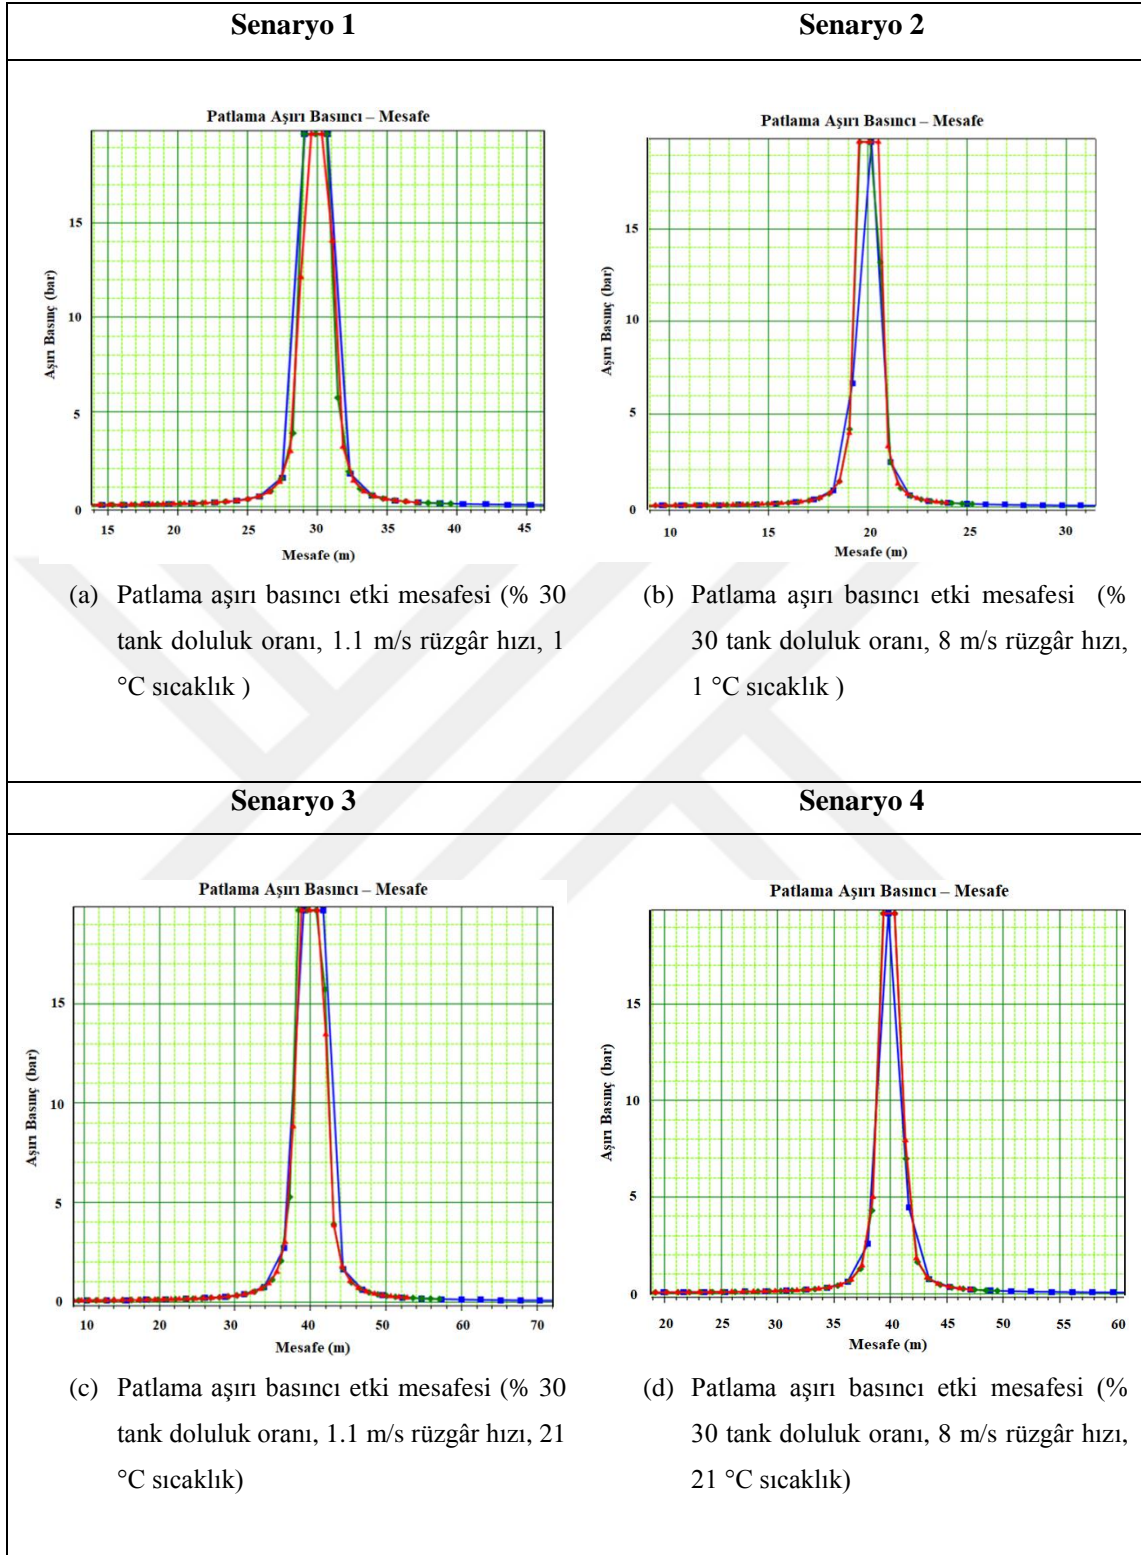 Senaryo 1
Senaryo 2
Patlama Aşırı Basıncı – Mesafe
Aşırı Basınç (bar)
15
10
5
0
15
20
25
30
35
40
45
Mesafe (m)
Patlama Aşırı Basıncı – Mesafe
Aşırı Basınç (bar)
15
10
5
0
10
15
20
25
30
Mesafe (m)
(a) Patlama aşırı basıncı etki mesafesi (% 30
tank doluluk oranı, 1.1 m/s rüzgâr hızı, 1
°C sıcaklık )
(b) Patlama aşırı basıncı etki mesafesi (%
30 tank doluluk oranı, 8 m/s rüzgâr hızı,
1 °C sıcaklık )
Senaryo 3
Senaryo 4
Patlama Aşırı Basıncı – Mesafe
Aşırı Basınç (bar)
15
10
5
0
10
20
30
40
50
60
70
Mesafe (m)
Patlama Aşırı Basıncı – Mesafe
Aşırı Basınç (bar)
15
10
5
0
20
25
30
35
40
45
50
55
60
Mesafe (m)
(c) Patlama aşırı basıncı etki mesafesi (% 30
tank doluluk oranı, 1.1 m/s rüzgâr hızı, 21
°C sıcaklık)
(d) Patlama aşırı basıncı etki mesafesi (%
30 tank doluluk oranı, 8 m/s rüzgâr hızı,
21 °C sıcaklık)